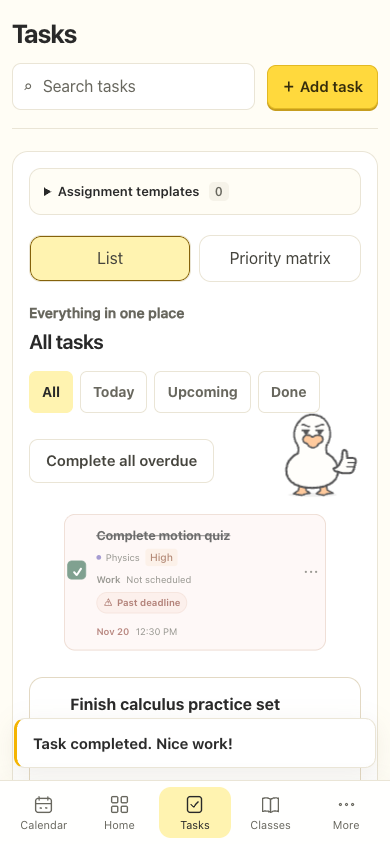 Tasks
Search tasks
+ Add task
Assignment templates 0
List
Priority matrix
Everything in one place
All tasks
All
Today
Upcoming
Done
Complete all overdue
Complete motion quiz
Physics High
Work Not scheduled
Past deadline
Nov 20 12:30 PM
Finish calculus practice set
Task completed. Nice work!
Calendar
Home
Tasks
Classes
More